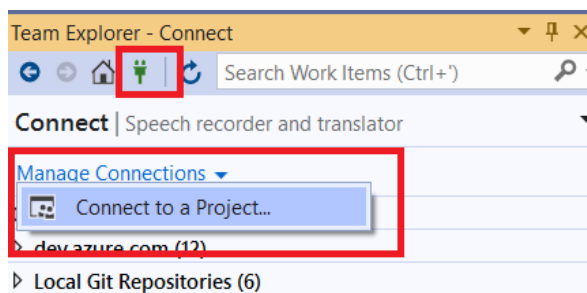 Team Explorer - Connect
Search Work Items (Ctrl+')
Connect | Speech recorder and translator
Manage Connections
Connect to a Project...
dev.azure.com (12)
Local Git Repositories (6)